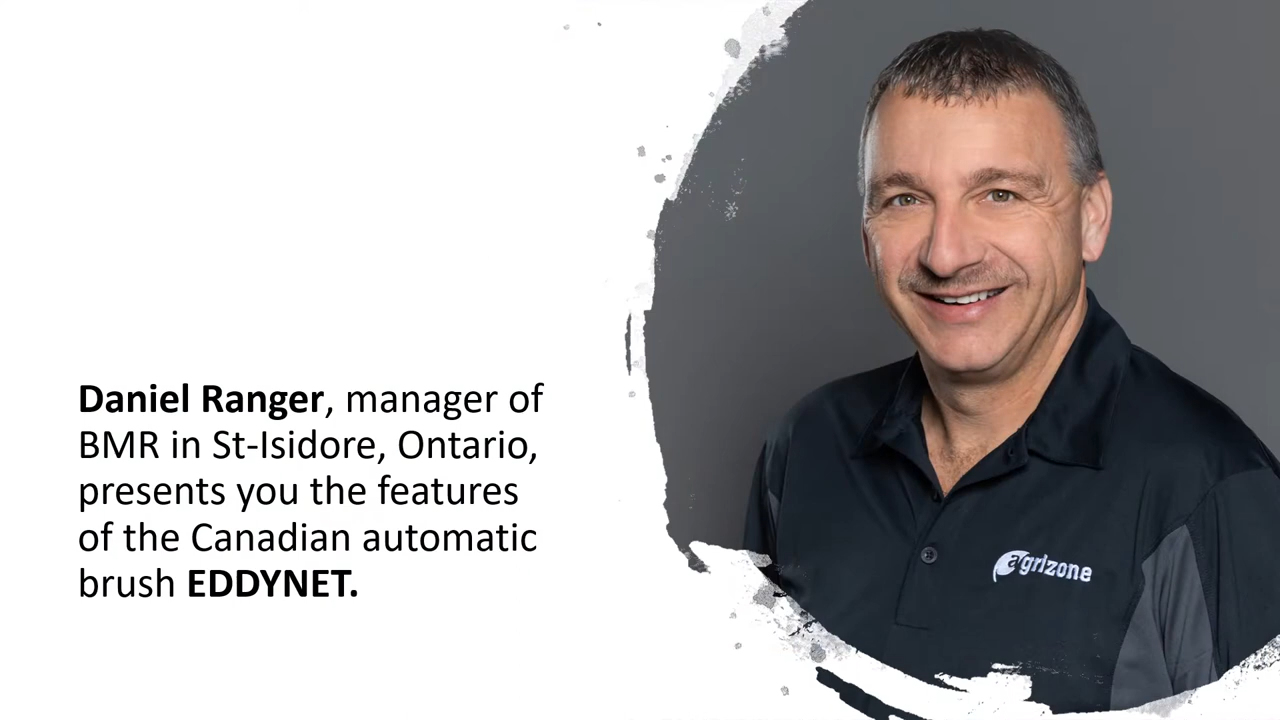 Daniel Ranger, manager of
BMR in St-Isidore, Ontario,
presents you the features
of the Canadian automatic
brush EDDYNET.
agrizone